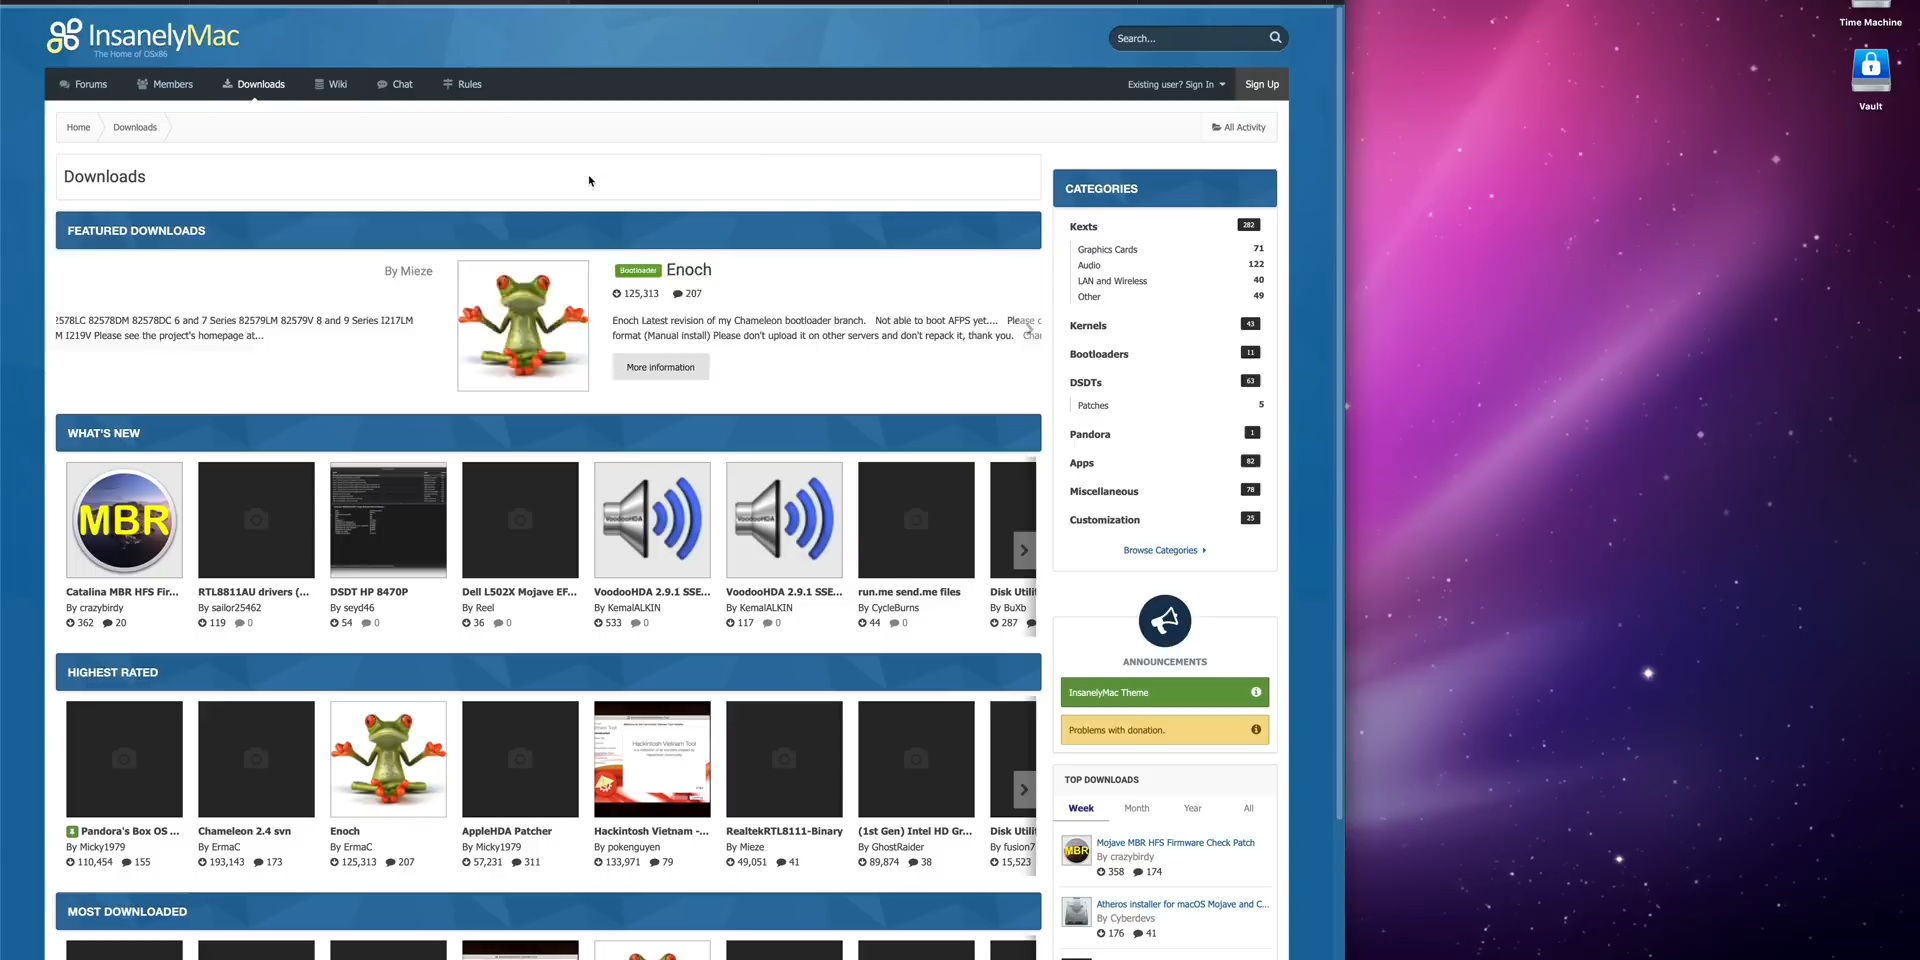 InsanelyMac
The Home of OSx86
Search...
Forums
Members
Downloads
Wiki
Chat
Rules
Existing user? Sign In
Sign Up
Home
Downloads
All Activity
Downloads
FEATURED DOWNLOADS
By Mieze
2578LC 82578DM 82578DC 6 and 7 Series 82579LM 82579V 8 and 9 Series I217LM
M I219V Please see the project's homepage at...
Bootloader Enoch
125,313 207
Enoch Latest revision of my Chameleon bootloader branch. Not able to boot AFPS yet.... Please c
format (Manual install) Please don't upload it on other servers and don't repack it, thank you. Cha
More information
WHAT'S NEW
MBR
VoodooHDA
VoodooHDA
Catalina MBR HFS Fir...
By crazybirdy
362 20
RTL8811AU drivers (...
By sailor25462
119 0
DSDT HP 8470P
By seyd46
54 0
Dell L502X Mojave EF...
By Reel
36 0
VoodooHDA 2.9.1 SSE...
By KemalALKIN
533 0
VoodooHDA 2.9.1 SSE...
By KemalALKIN
117 0
run.me send.me files
By CycleBurns
44 0
Disk Utili
By BuXb
287
HIGHEST RATED
Hackintosh Vietnam Tool
Pandora's Box OS ...
By Micky1979
110,454 155
Chameleon 2.4 svn
By ErmaC
193,143 173
Enoch
By ErmaC
125,313 207
AppleHDA Patcher
By Micky1979
57,231 311
Hackintosh Vietnam -...
By pokenguyen
133,971 79
RealtekRTL8111-Binary
By Mieze
49,051 41
(1st Gen) Intel HD Gr...
By GhostRaider
89,874 38
Disk Utili
By fusion7
15,523
MOST DOWNLOADED
CATEGORIES
Kexts 282
Graphics Cards 71
Audio 122
LAN and Wireless 40
Other 49
Kernels 43
Bootloaders 11
DSDTs 63
Patches 5
Pandora 1
Apps 82
Miscellaneous 78
Customization 25
Browse Categories
ANNOUNCEMENTS
InsanelyMac Theme
Problems with donation.
TOP DOWNLOADS
Week Month Year All
MBR
Mojave MBR HFS Firmware Check Patch
By crazybirdy
358 174
Atheros installer for macOS Mojave and C...
By Cyberdevs
176 41
Time Machine
Vault